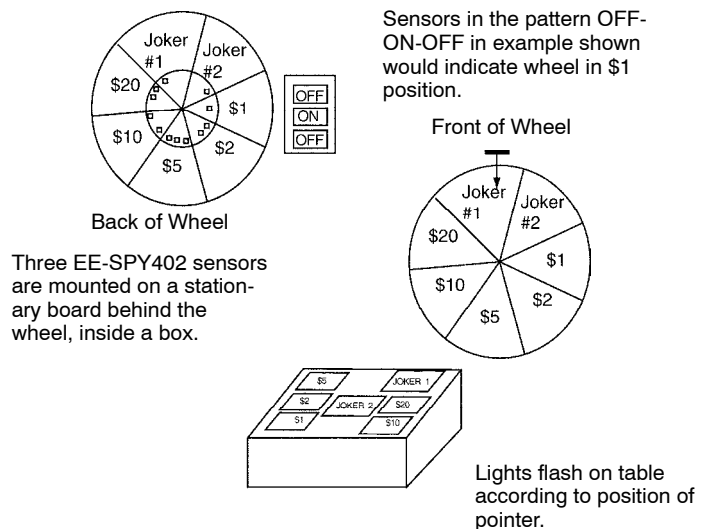 Sensors in the pattern OFF-
ON-OFF in example shown
would indicate wheel in $1
position.
Joker
#1
Joker
#2
$20
$1
$10
$2
$5
OFF
ON
OFF
Back of Wheel
Three EE-SPY402 sensors
are mounted on a station-
ary board behind the
wheel, inside a box.
Front of Wheel
Joker
#1
Joker
#2
$20
$1
$10
$2
$5
$5
JOKER 1
$2
JOKER 2
$20
$1
$10
Lights flash on table
according to position of
pointer.